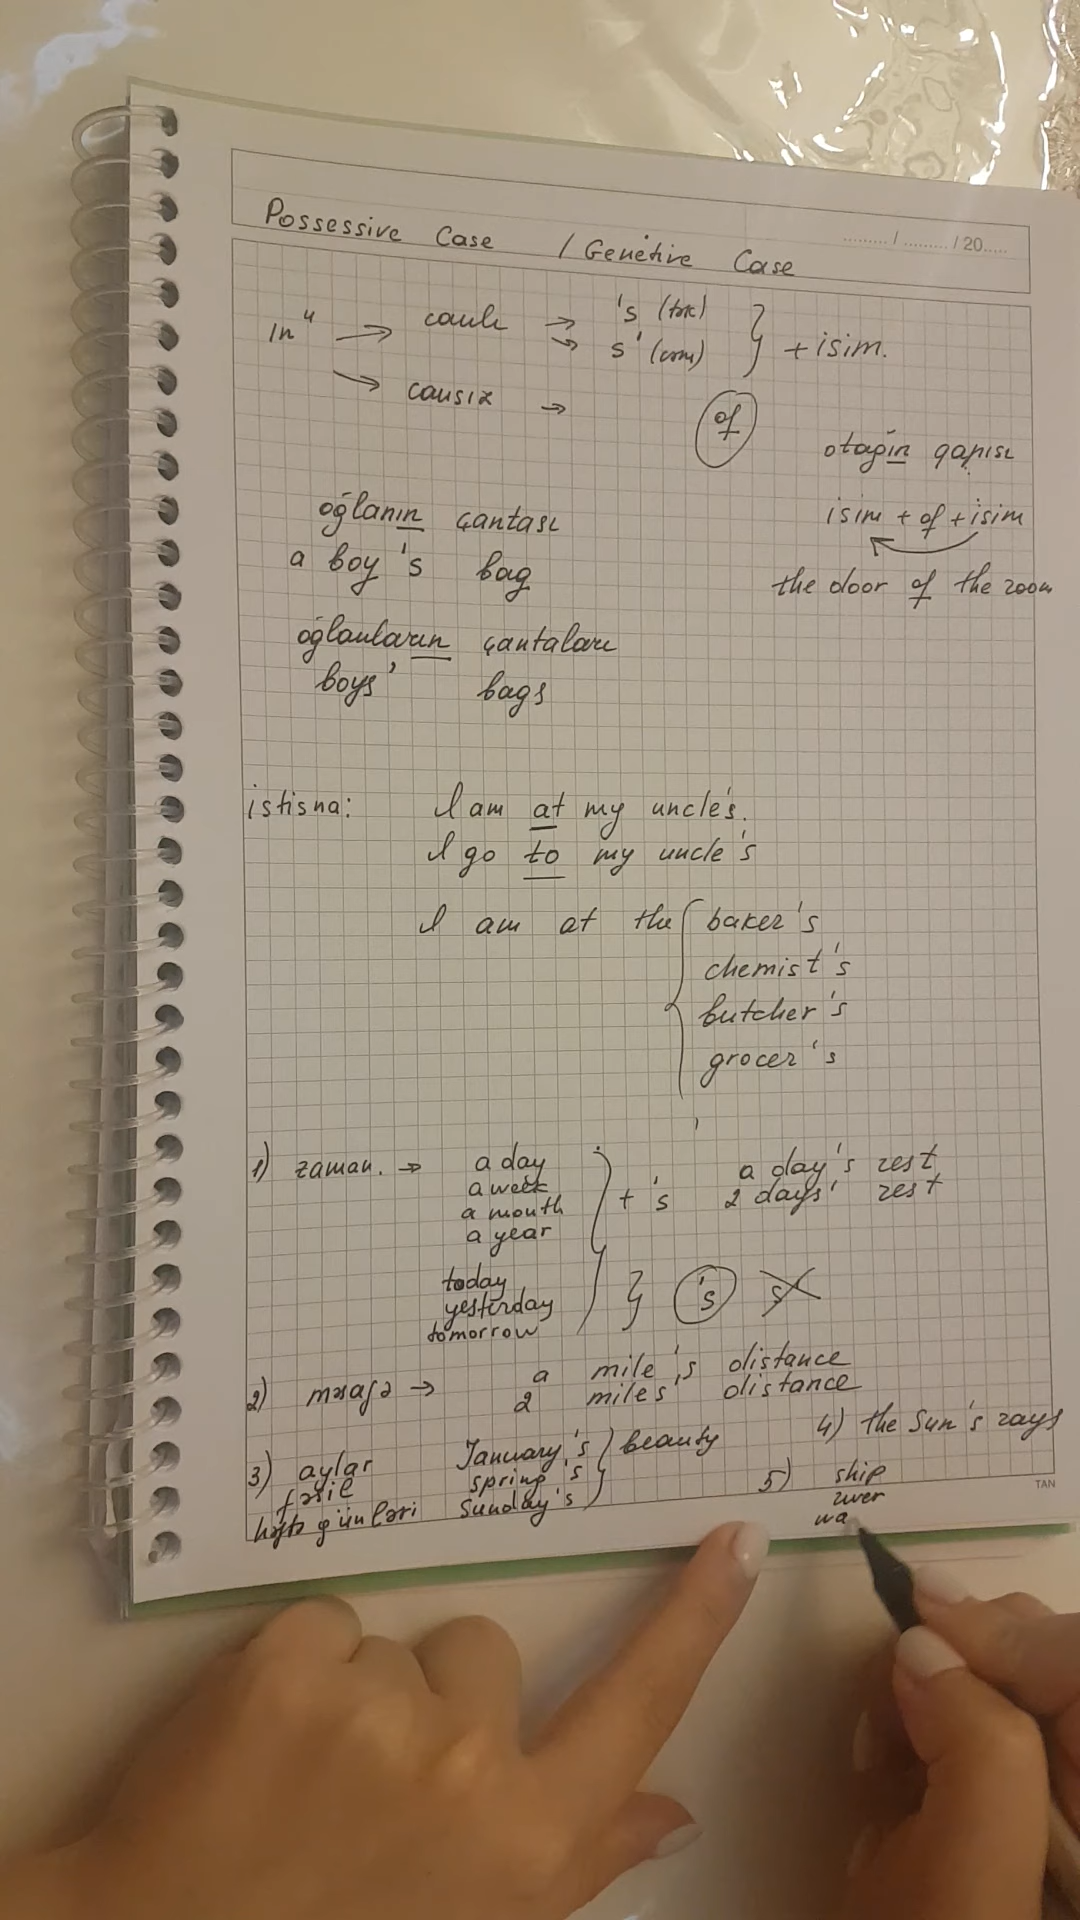 Possessive Case / Genetive Case
........ / ........ / 20.....
ın⁴ → canlı → 's (tək)
→ s' (cəm) } + isim.
→ cansız → of
otağın qapısı
oğlanın çantası
isim + of + isim
a boy's bag
the door of the room
oğlanların çantaları
boys' bags
istisna: I am at my uncle's.
I go to my uncle's
I am at the { baker's
chemist's
butcher's
grocer's
1) zaman. → a day
a week
a month
a year
+ 's
a day's rest
2 days' rest
today
yesterday
tomorrow
} 's s'
2) məsafə → a mile's distance
2 miles' distance
3) aylar January's
fəsil spring's
həftə günləri Sunday's
} beauty
4) the Sun's rays
5) ship
river
wa
TAN